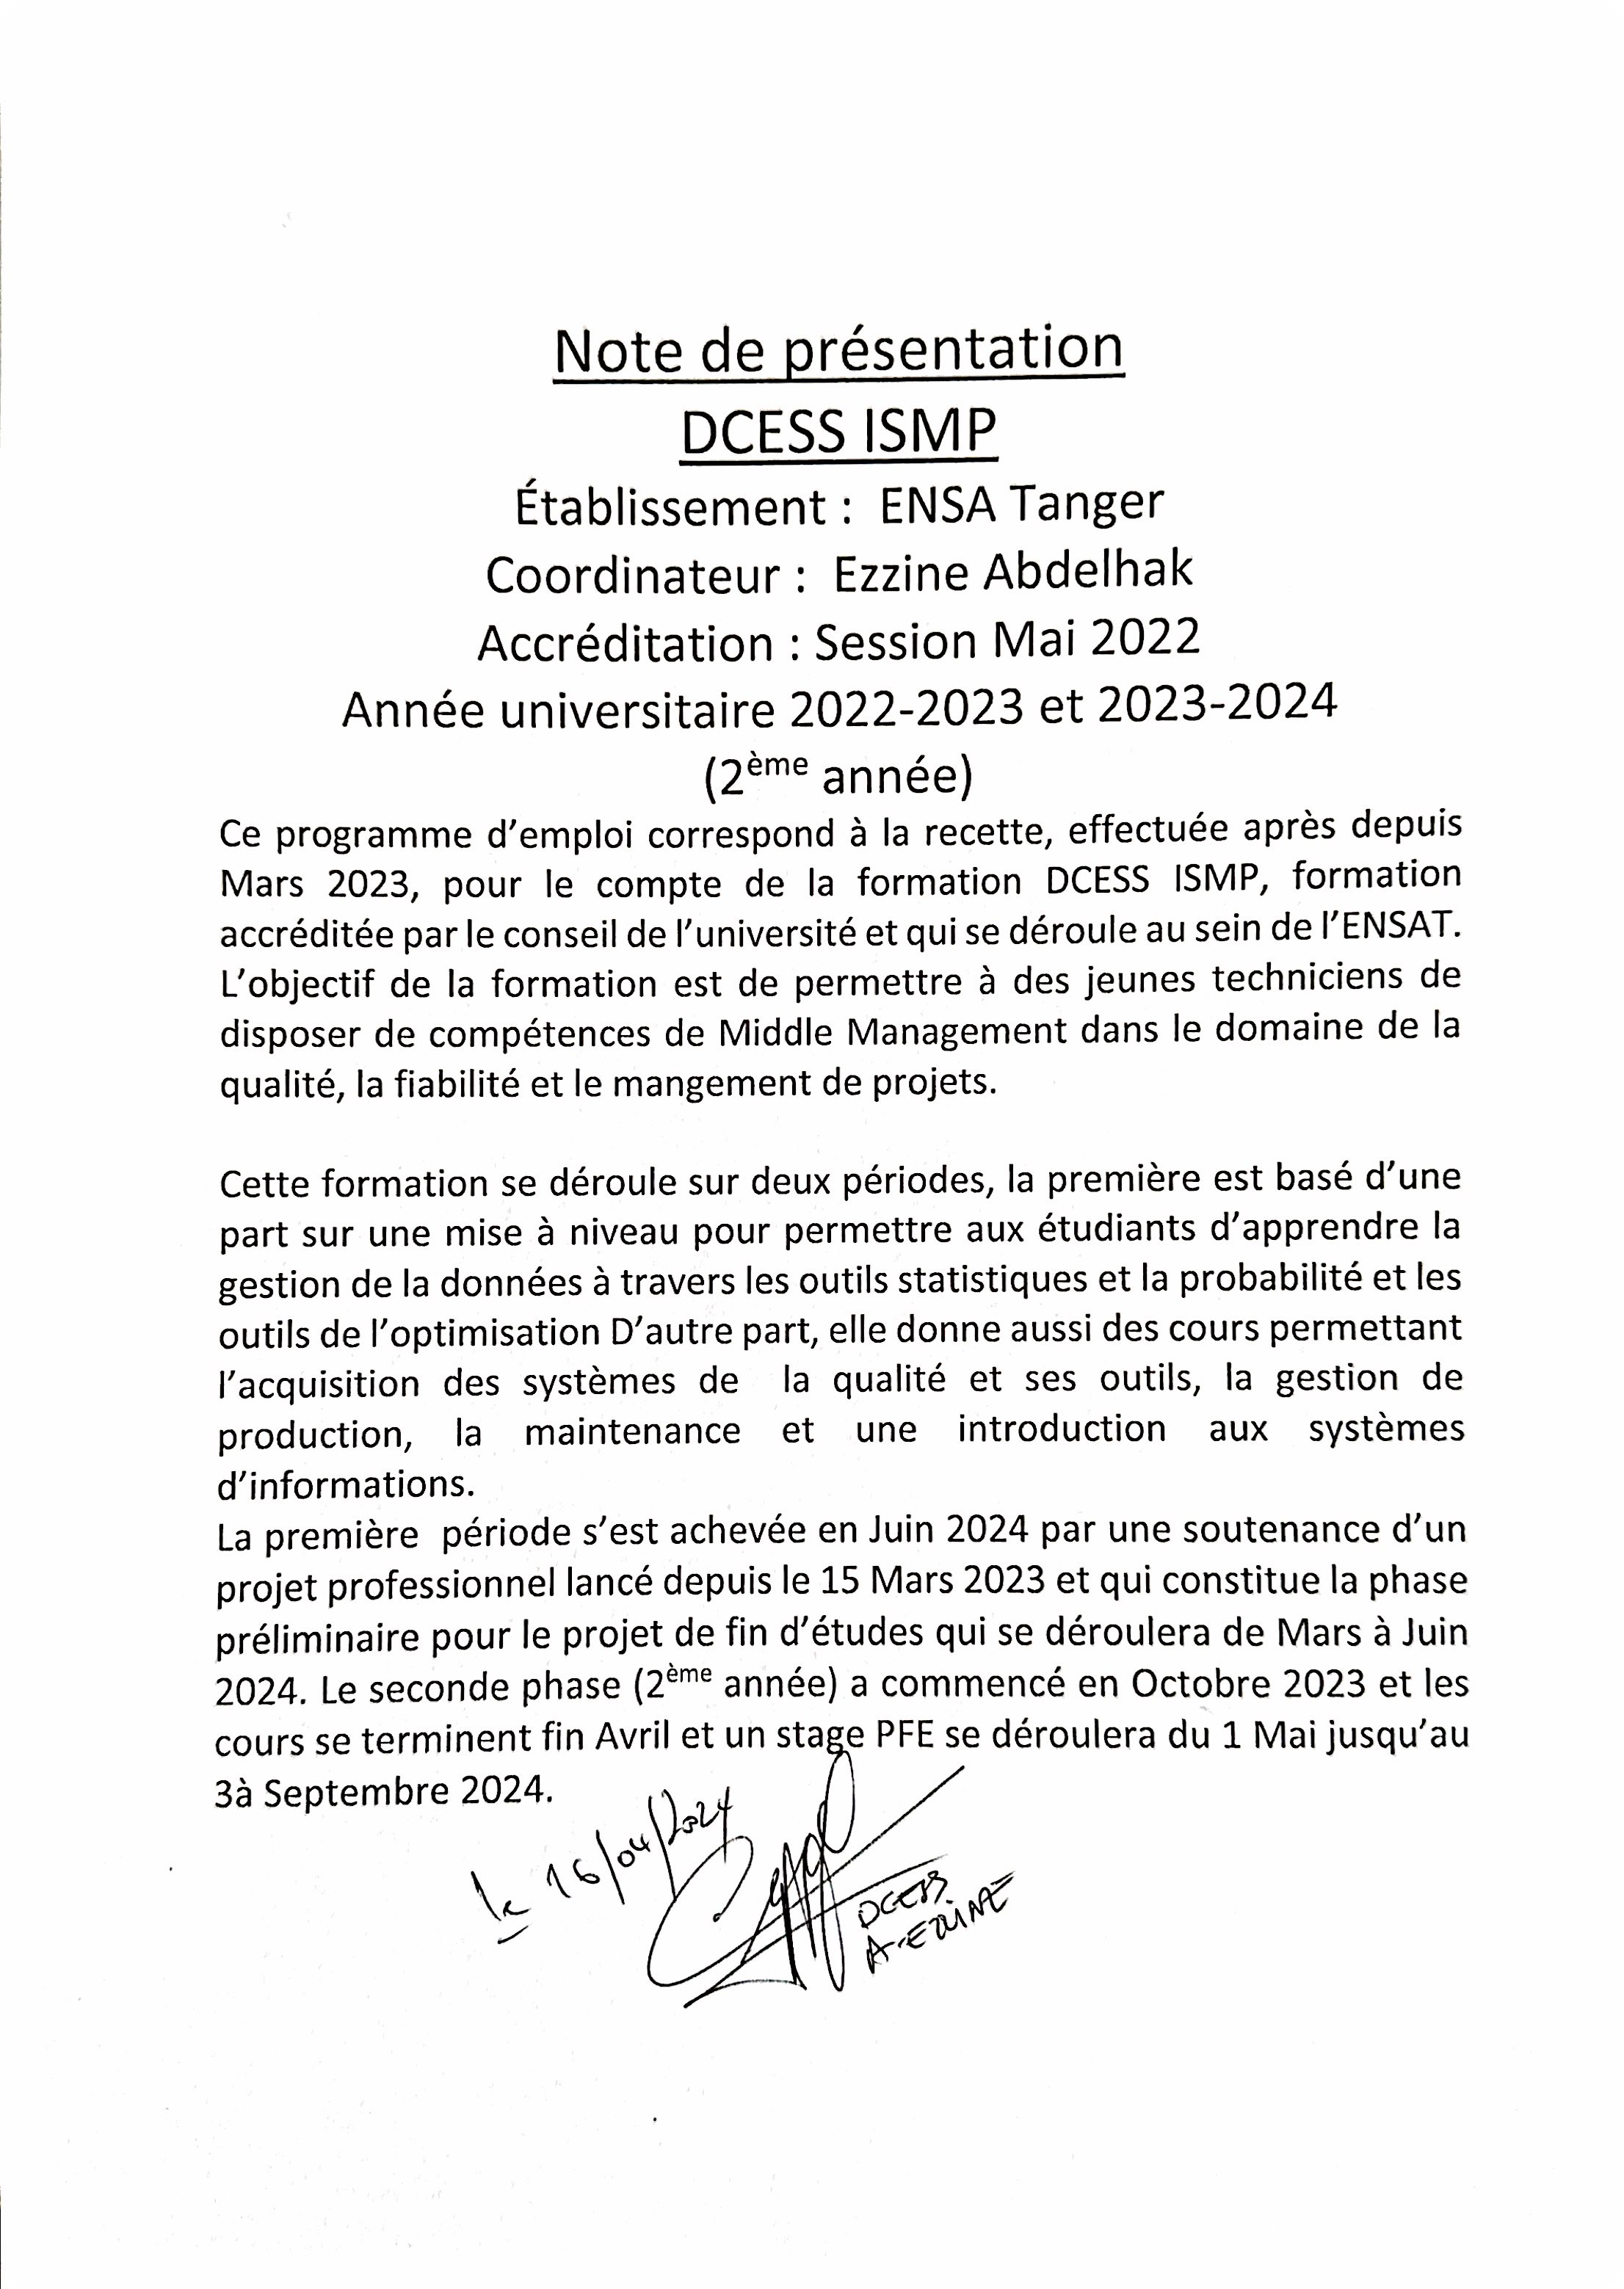 Note de présentation
DCESS ISMP
Établissement :  ENSA Tanger
Coordinateur :  Ezzine Abdelhak
Accréditation : Session Mai 2022
Année universitaire 2022-2023 et 2023-2024
(2ème année)
Ce programme d'emploi correspond à la recette, effectuée après depuis
Mars 2023, pour le compte de la formation DCESS ISMP, formation
accréditée par le conseil de l'université et qui se déroule au sein de l'ENSAT.
L'objectif de la formation est de permettre à des jeunes techniciens de
disposer de compétences de Middle Management dans le domaine de la
qualité, la fiabilité et le mangement de projets.
Cette formation se déroule sur deux périodes, la première est basé d'une
part sur une mise à niveau pour permettre aux étudiants d'apprendre la
gestion de la données à travers les outils statistiques et la probabilité et les
outils de l'optimisation D'autre part, elle donne aussi des cours permettant
l'acquisition des systèmes de  la qualité et ses outils, la gestion de
production, la maintenance et une introduction aux systèmes
d'informations.
La première  période s'est achevée en Juin 2024 par une soutenance d'un
projet professionnel lancé depuis le 15 Mars 2023 et qui constitue la phase
préliminaire pour le projet de fin d'études qui se déroulera de Mars à Juin
2024. Le seconde phase (2ème année) a commencé en Octobre 2023 et les
cours se terminent fin Avril et un stage PFE se déroulera du 1 Mai jusqu'au
3à Septembre 2024.
le 16/04/2024
DCESS
A-EZZINE